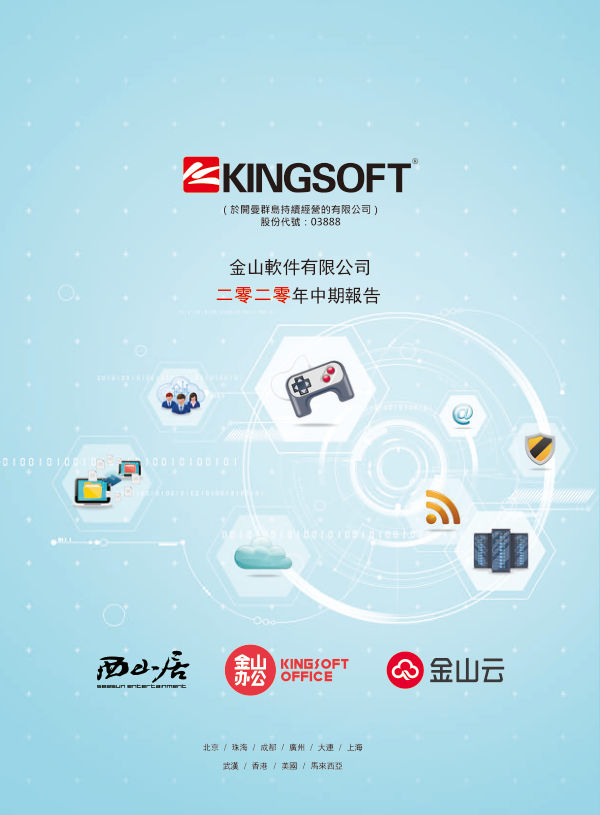 KINGSOFT®
(於開曼群島持續經營的有限公司)
股份代號：03888
金山軟件有限公司
二零二零年中期報告
@
西山居
seasun entertainment
金山办公
KINGSOFT OFFICE
金山云
北京 / 珠海 / 成都 / 廣州 / 大連 / 上海
武漢 / 香港 / 美國 / 馬來西亞